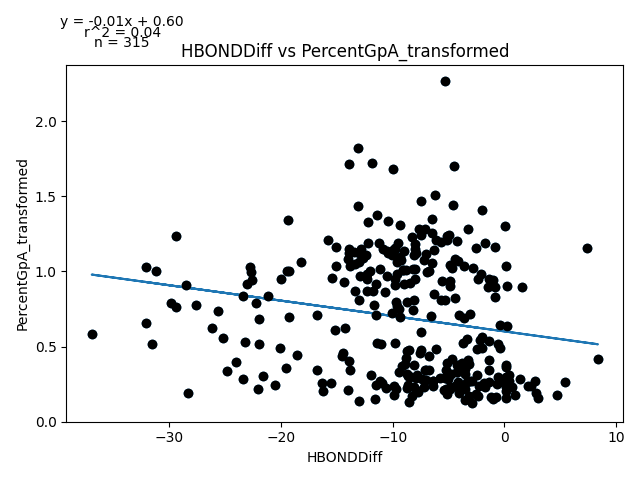 y = -0.01x + 0.60
r^2 = 0.04
n = 315
HBONDDiff vs PercentGpA_transformed
PercentGpA_transformed
2.0
1.5
1.0
0.5
0.0
−30
−20
−10
0
10
HBONDDiff